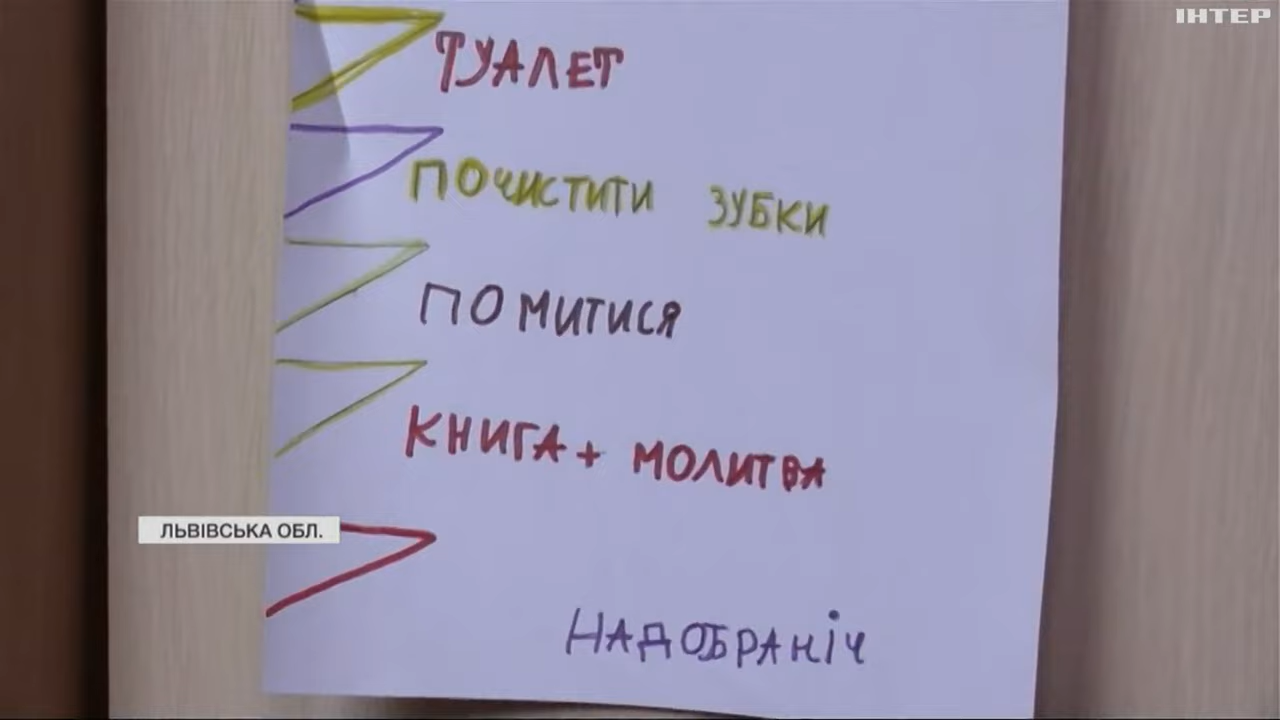 ІНТЕР
ТУАЛЕТ
ПОЧИСТИТИ ЗУБКИ
ПОМИТИСЯ
КНИГА + МОЛИТВА
ЛЬВІВСЬКА ОБЛ.
НАДОБРАНІЧ